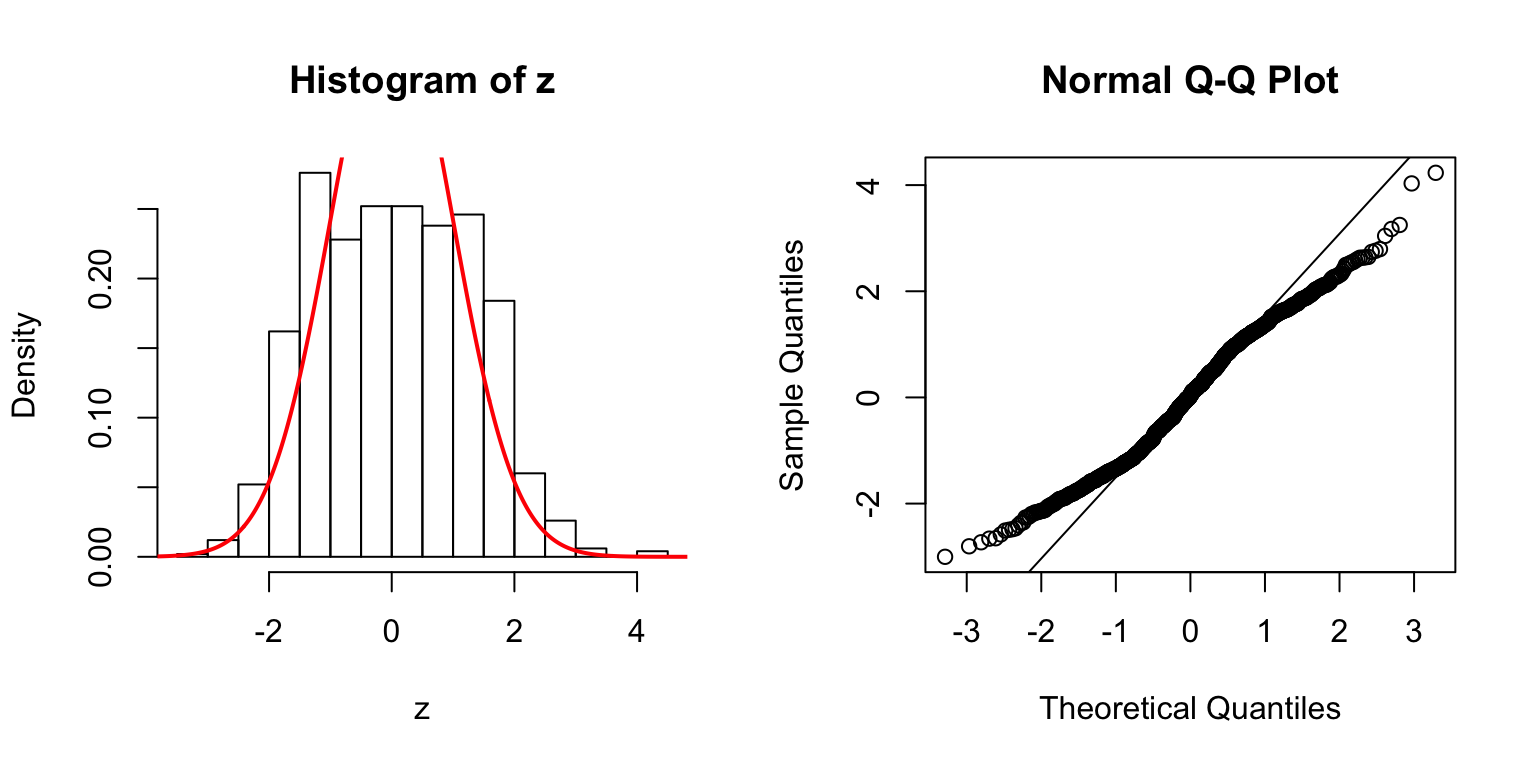 Histogram of z
Density
0.00 0.10 0.20
-2 0 2 4
z
Normal Q-Q Plot
Sample Quantiles
-2 0 2 4
-3 -2 -1 0 1 2 3
Theoretical Quantiles